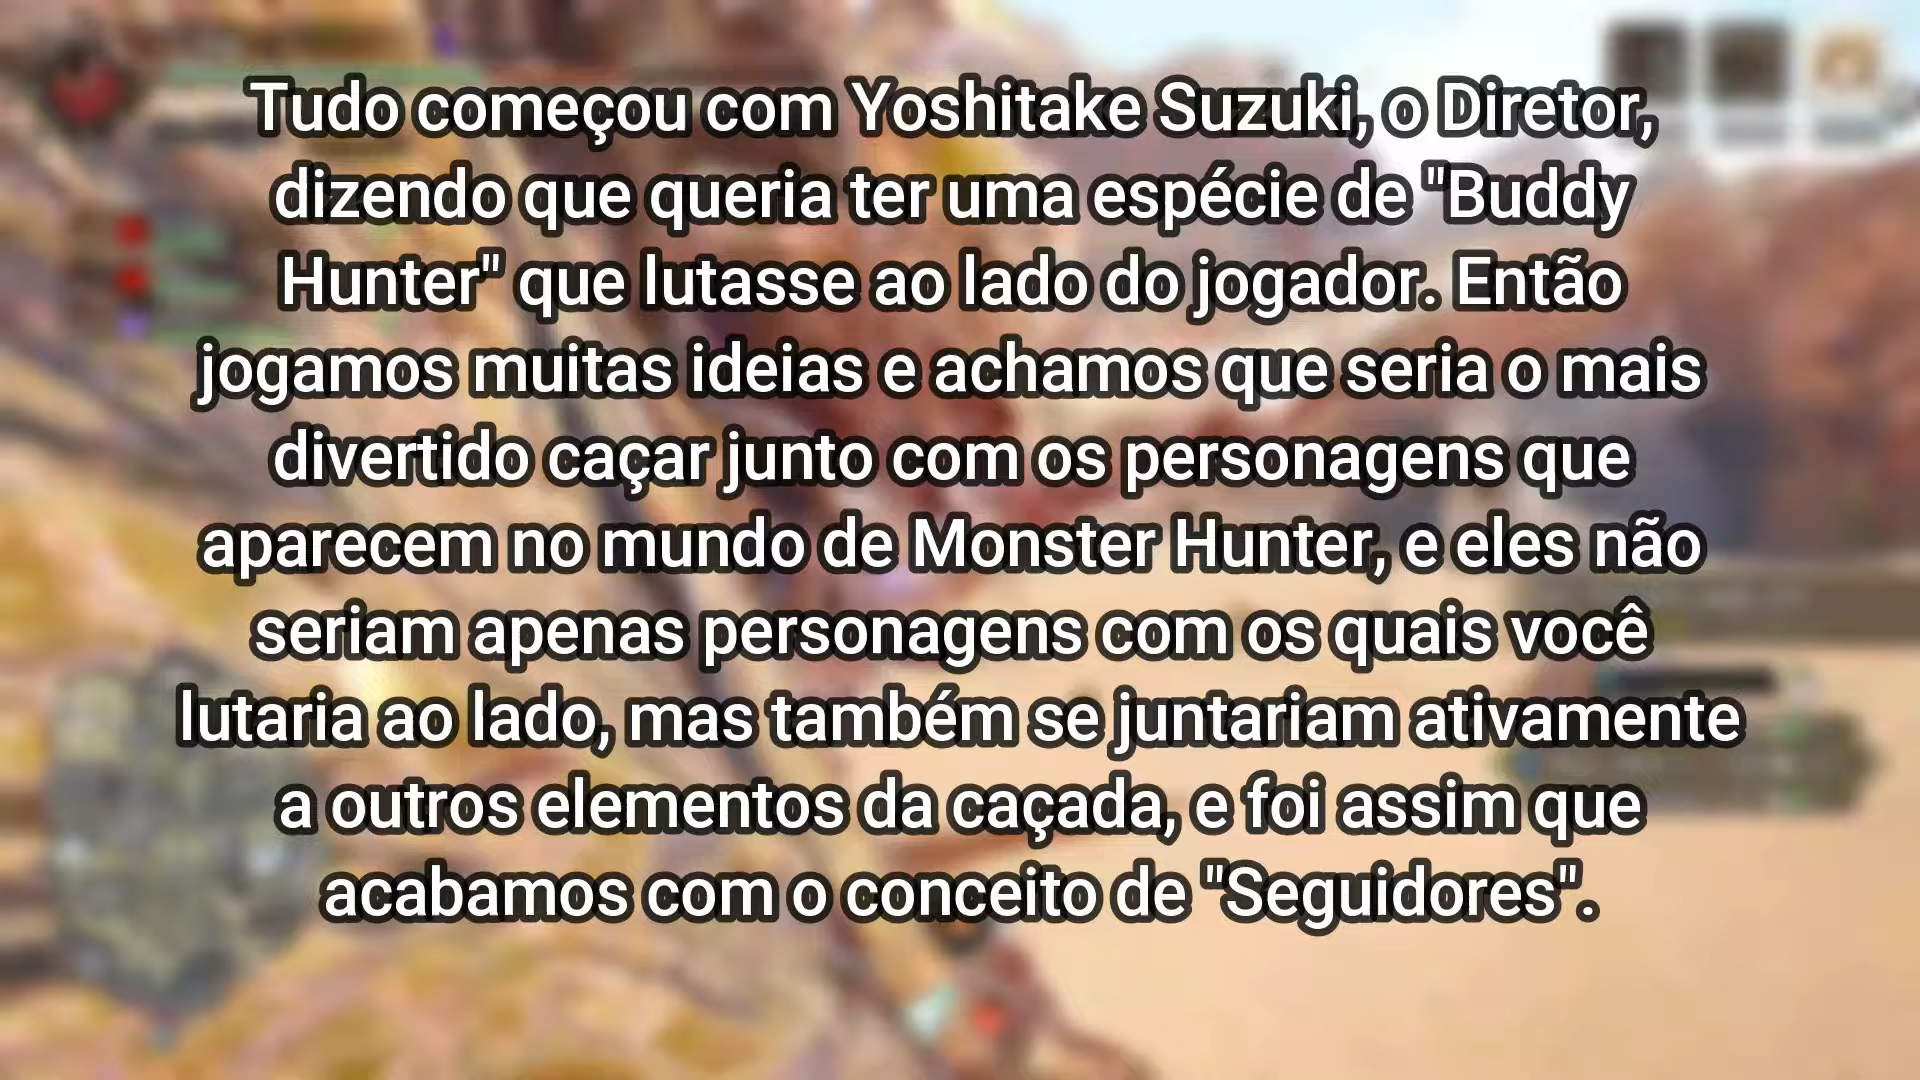 Tudo começou com Yoshitake Suzuki, o Diretor,
dizendo que queria ter uma espécie de "Buddy
Hunter" que lutasse ao lado do jogador. Então
jogamos muitas ideias e achamos que seria o mais
divertido caçar junto com os personagens que
aparecem no mundo de Monster Hunter, e eles não
seriam apenas personagens com os quais você
lutaria ao lado, mas também se juntariam ativamente
a outros elementos da caçada, e foi assim que
acabamos com o conceito de "Seguidores".